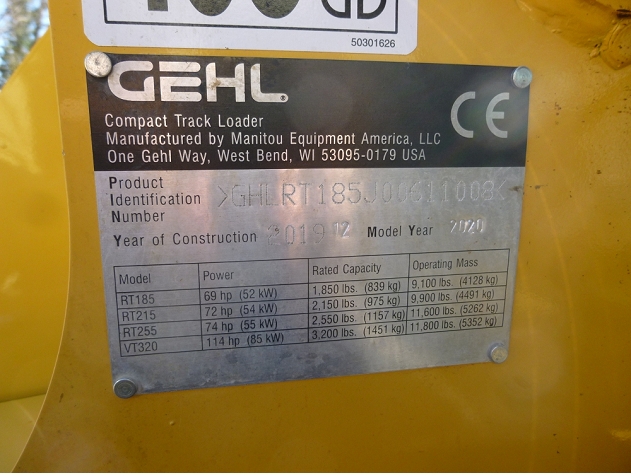 50301626
GEHL®
Compact Track Loader
Manufactured by Manitou Equipment America, LLC
One Gehl Way, West Bend, WI 53095-0179 USA
CE
Product
Identification
Number
Year of Construction 2019 12 Model Year 2020
Model Power Rated Capacity Operating Mass
RT185 69 hp (52 kW) 1,850 lbs. (839 kg) 9,100 lbs. (4128 kg)
RT215 72 hp (54 kW) 2,150 lbs. (975 kg) 9,900 lbs. (4491 kg)
RT255 74 hp (55 kW) 2,550 lbs. (1157 kg) 11,600 lbs. (5262 kg)
VT320 114 hp (85 kW) 3,200 lbs. (1451 kg) 11,800 lbs. (5352 kg)